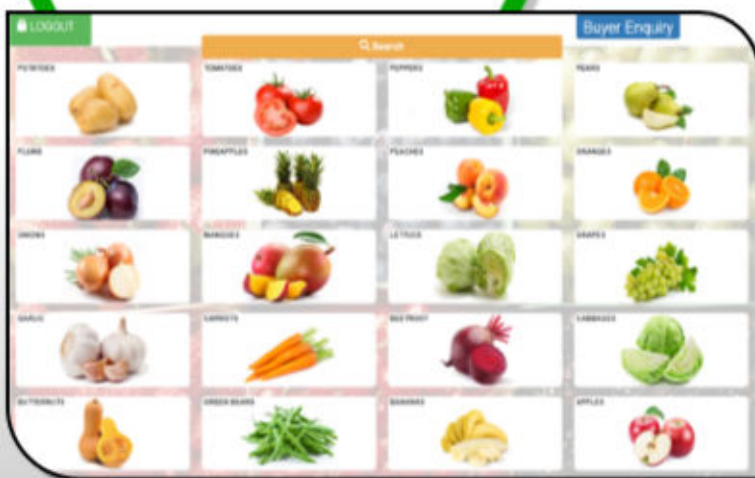 LOGOUT
Buyer Enquiry
Search
POTATOES
TOMATOES
PEPPERS
PEARS
PLUMS
PINEAPPLES
PEACHES
ORANGES
ONIONS
MANGOES
LETTUCE
GRAPES
GARLIC
CARROTS
BEETROOT
CABBAGES
BUTTERNUTS
GREEN BEANS
BANANAS
APPLES